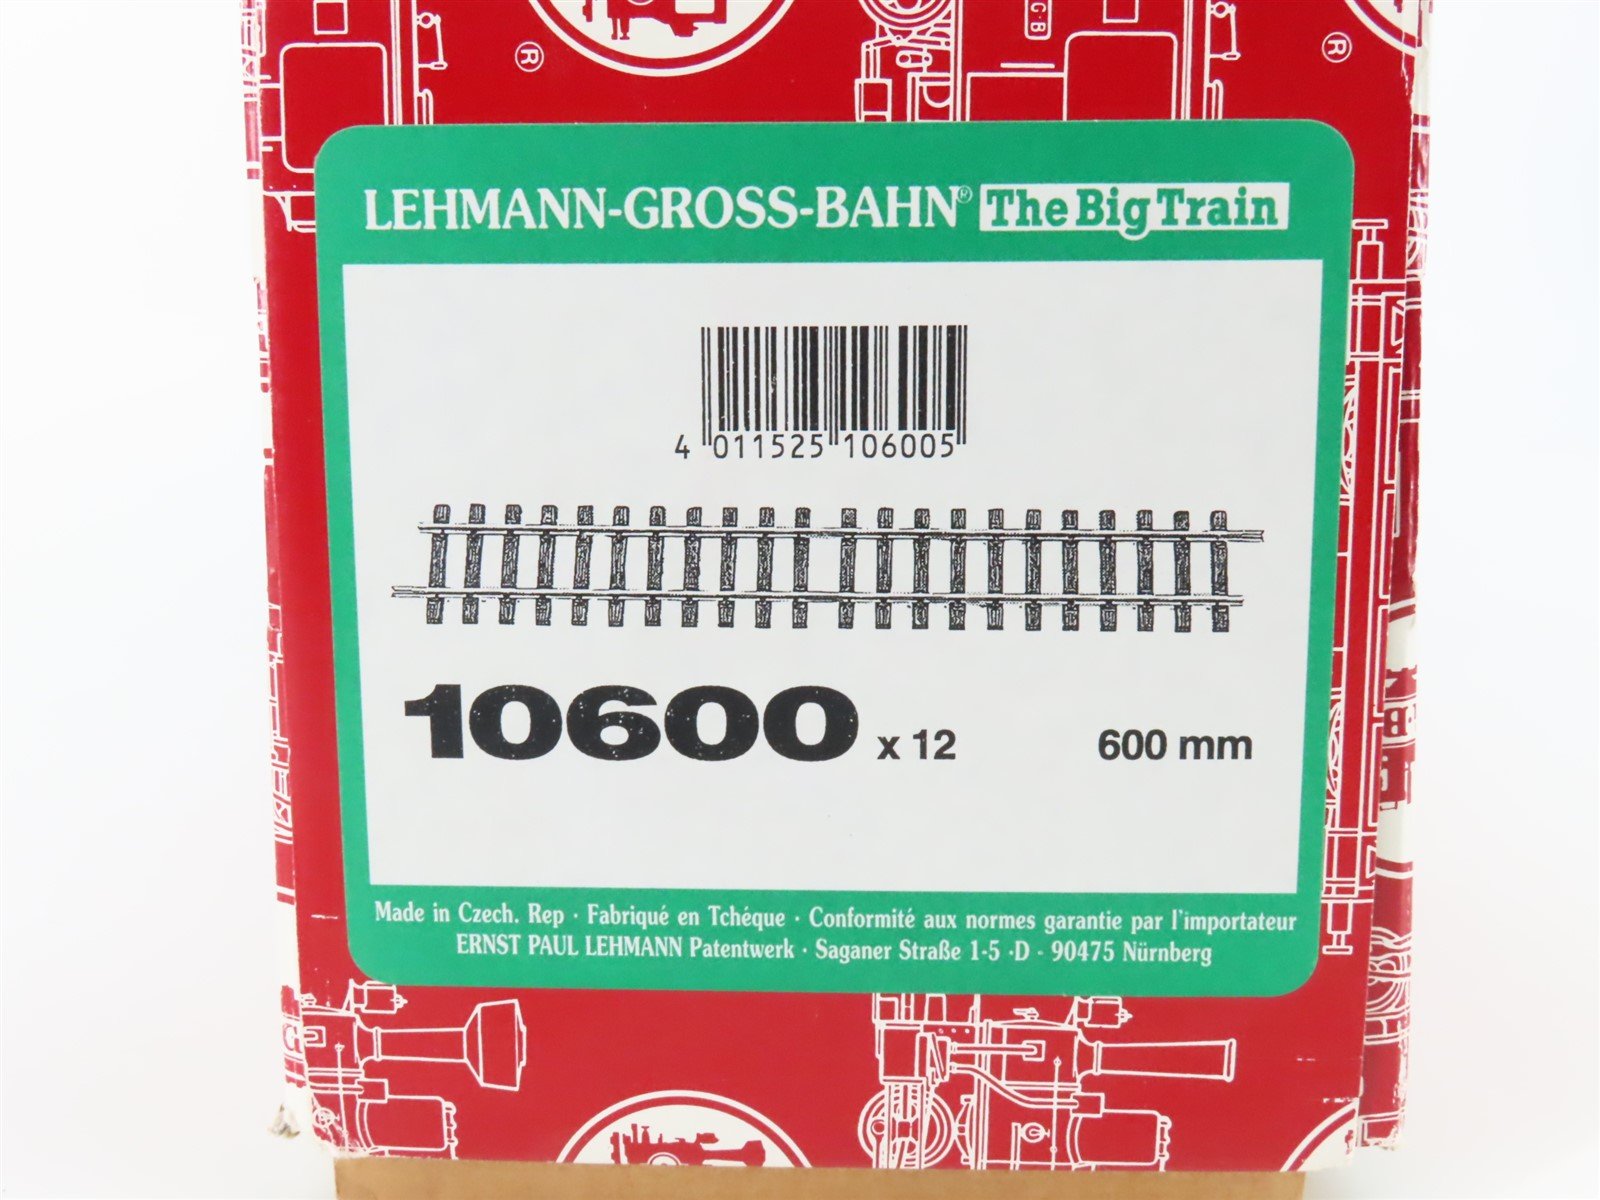 ® ®
G·B
LEHMANN-GROSS-BAHN® The Big Train
4 011525 106005
10600 x 12 600 mm
Made in Czech. Rep · Fabriqué en Tchéque · Conformité aux normes garantie par l'importateur
ERNST PAUL LEHMANN Patentwerk · Saganer Straße 1-5 ·D - 90475 Nürnberg